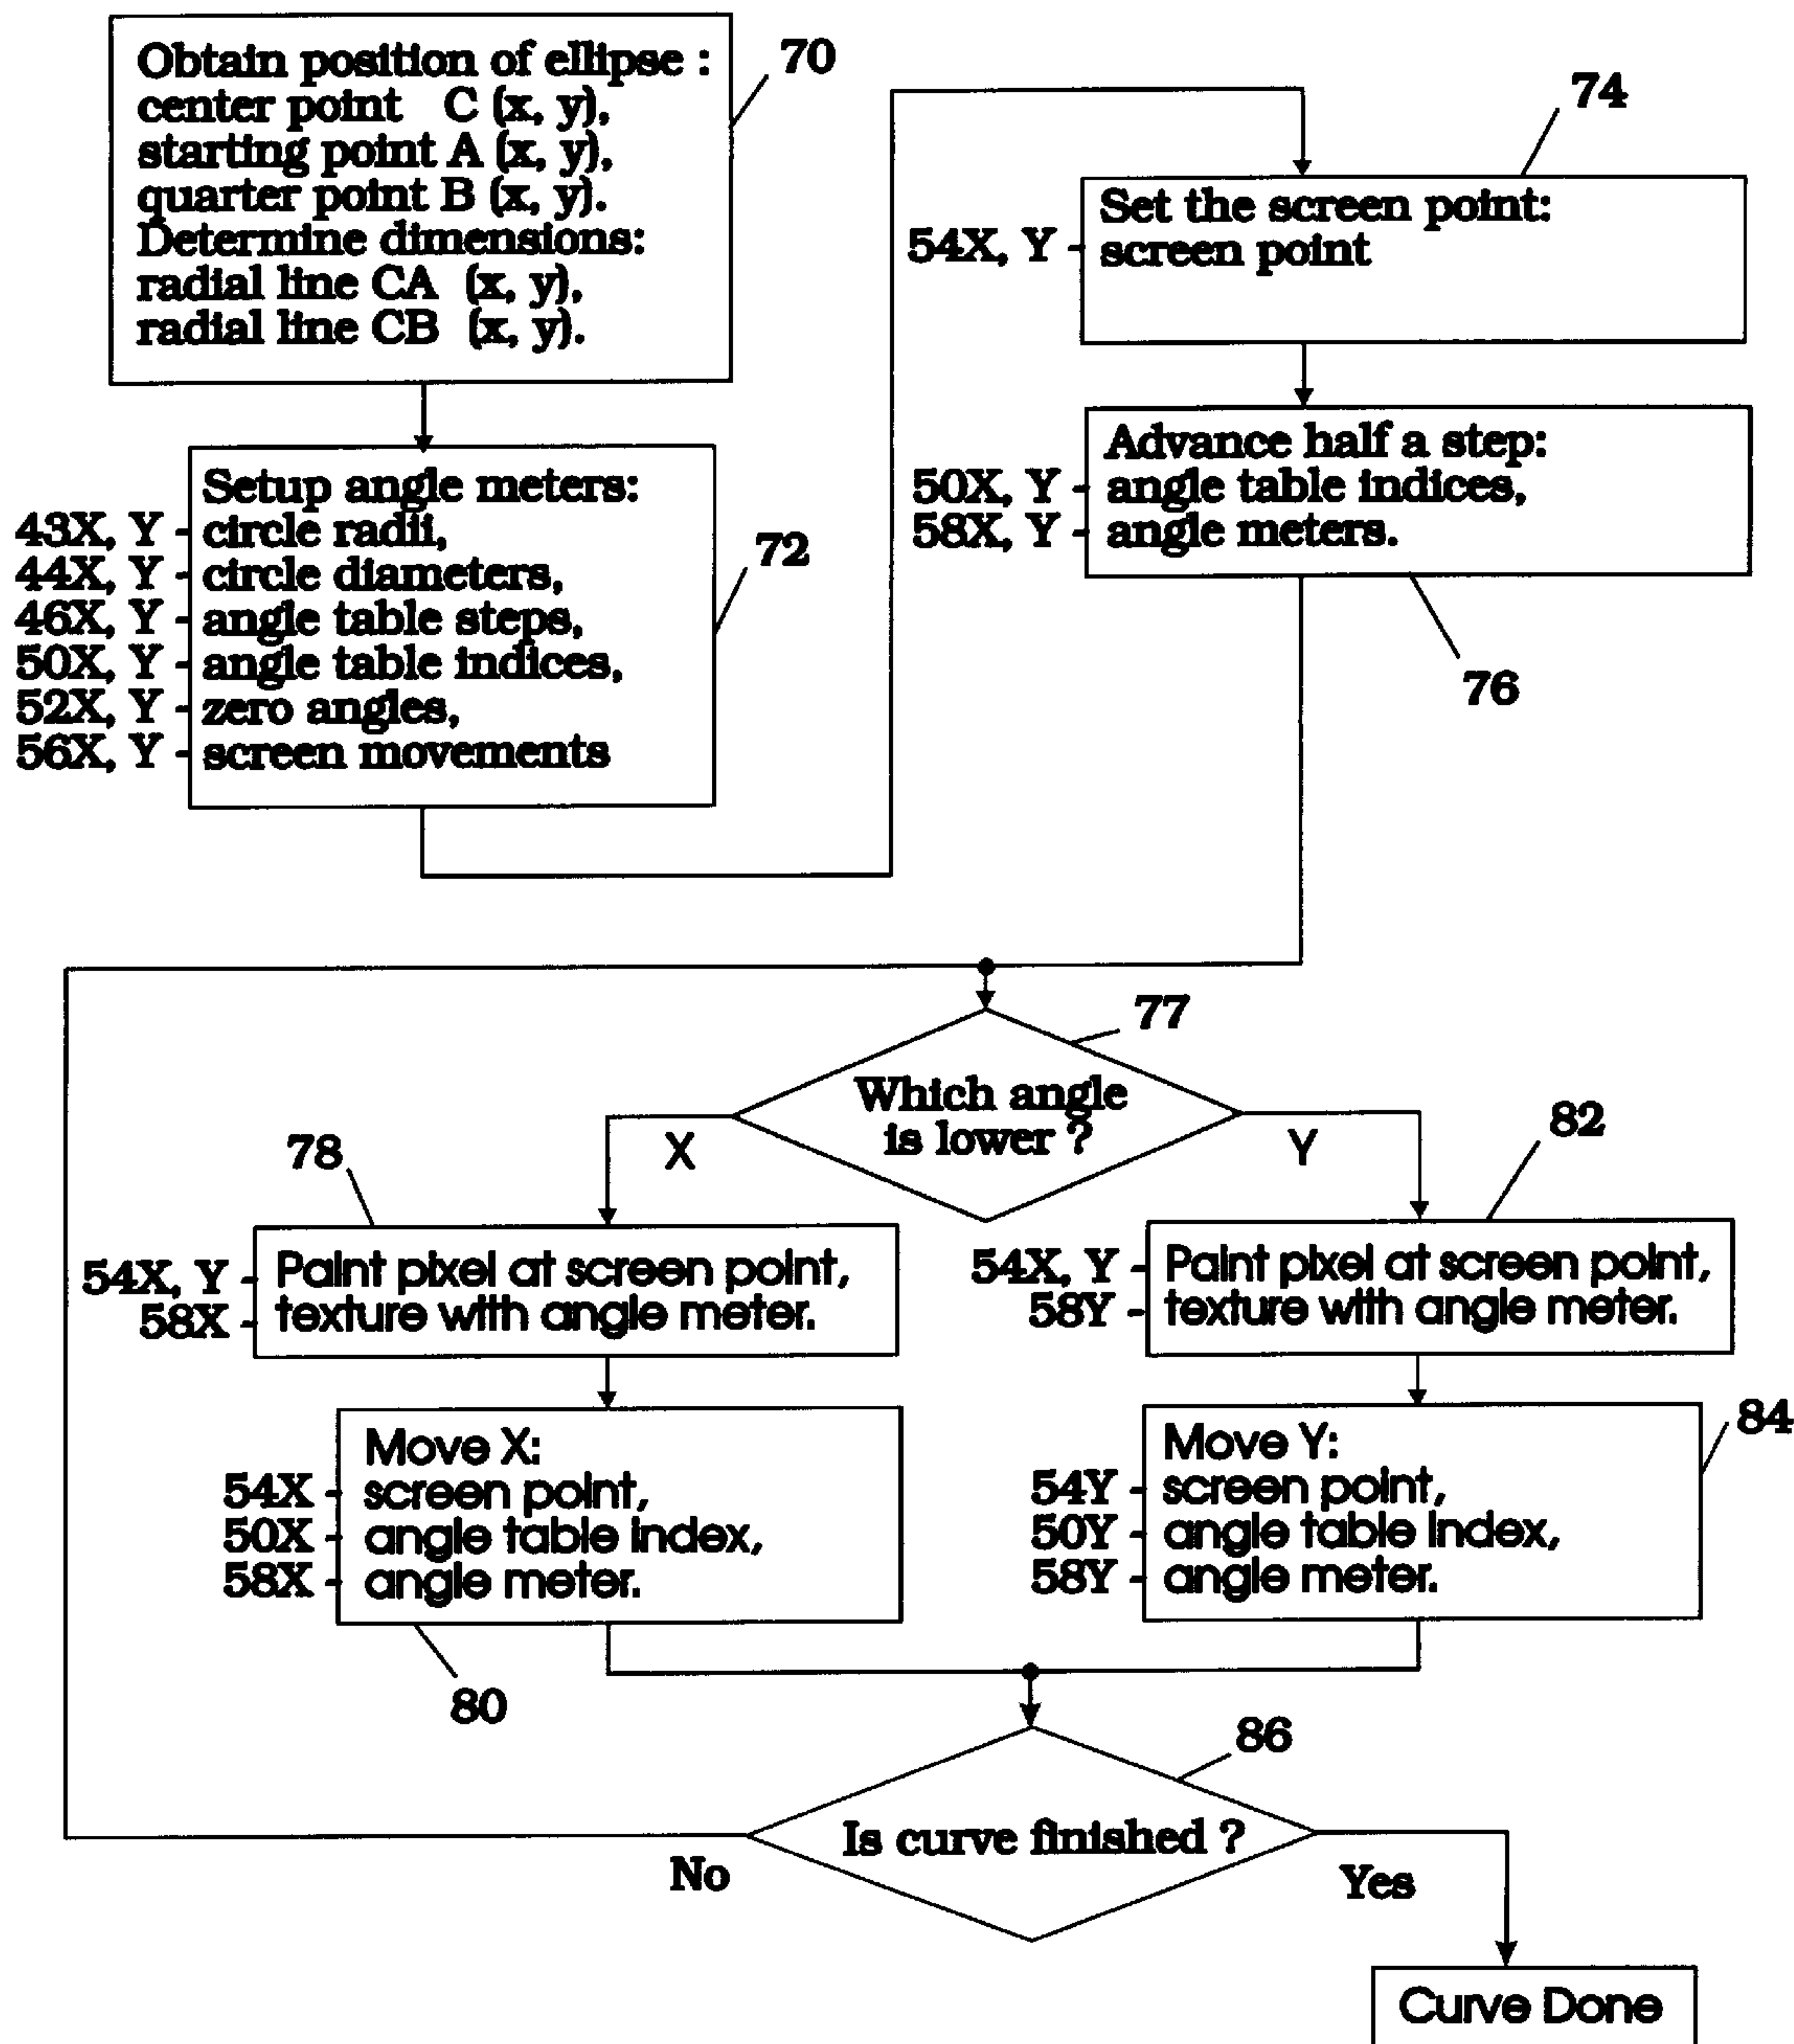 Obtain position of ellipse :
center point C (x, y),
starting point A (x, y),
quarter point B (x, y).
Determine dimensions:
radial line CA (x, y),
radial line CB (x, y).
70
Setup angle meters:
43X, Y - circle radii,
44X, Y - circle diameters,
46X, Y - angle table steps,
50X, Y - angle table indices,
52X, Y - zero angles,
56X, Y - screen movements
72
74
Set the screen point:
54X, Y - screen point
Advance half a step:
50X, Y - angle table indices,
58X, Y - angle meters.
76
77
Which angle
is lower ?
X
Y
78
54X, Y - Paint pixel at screen point,
58X - texture with angle meter.
82
54X, Y - Paint pixel at screen point,
58Y - texture with angle meter.
Move X:
54X - screen point,
50X - angle table index,
58X - angle meter.
80
Move Y:
54Y - screen point,
50Y - angle table index,
58Y - angle meter.
84
86
Is curve finished ?
No
Yes
Curve Done